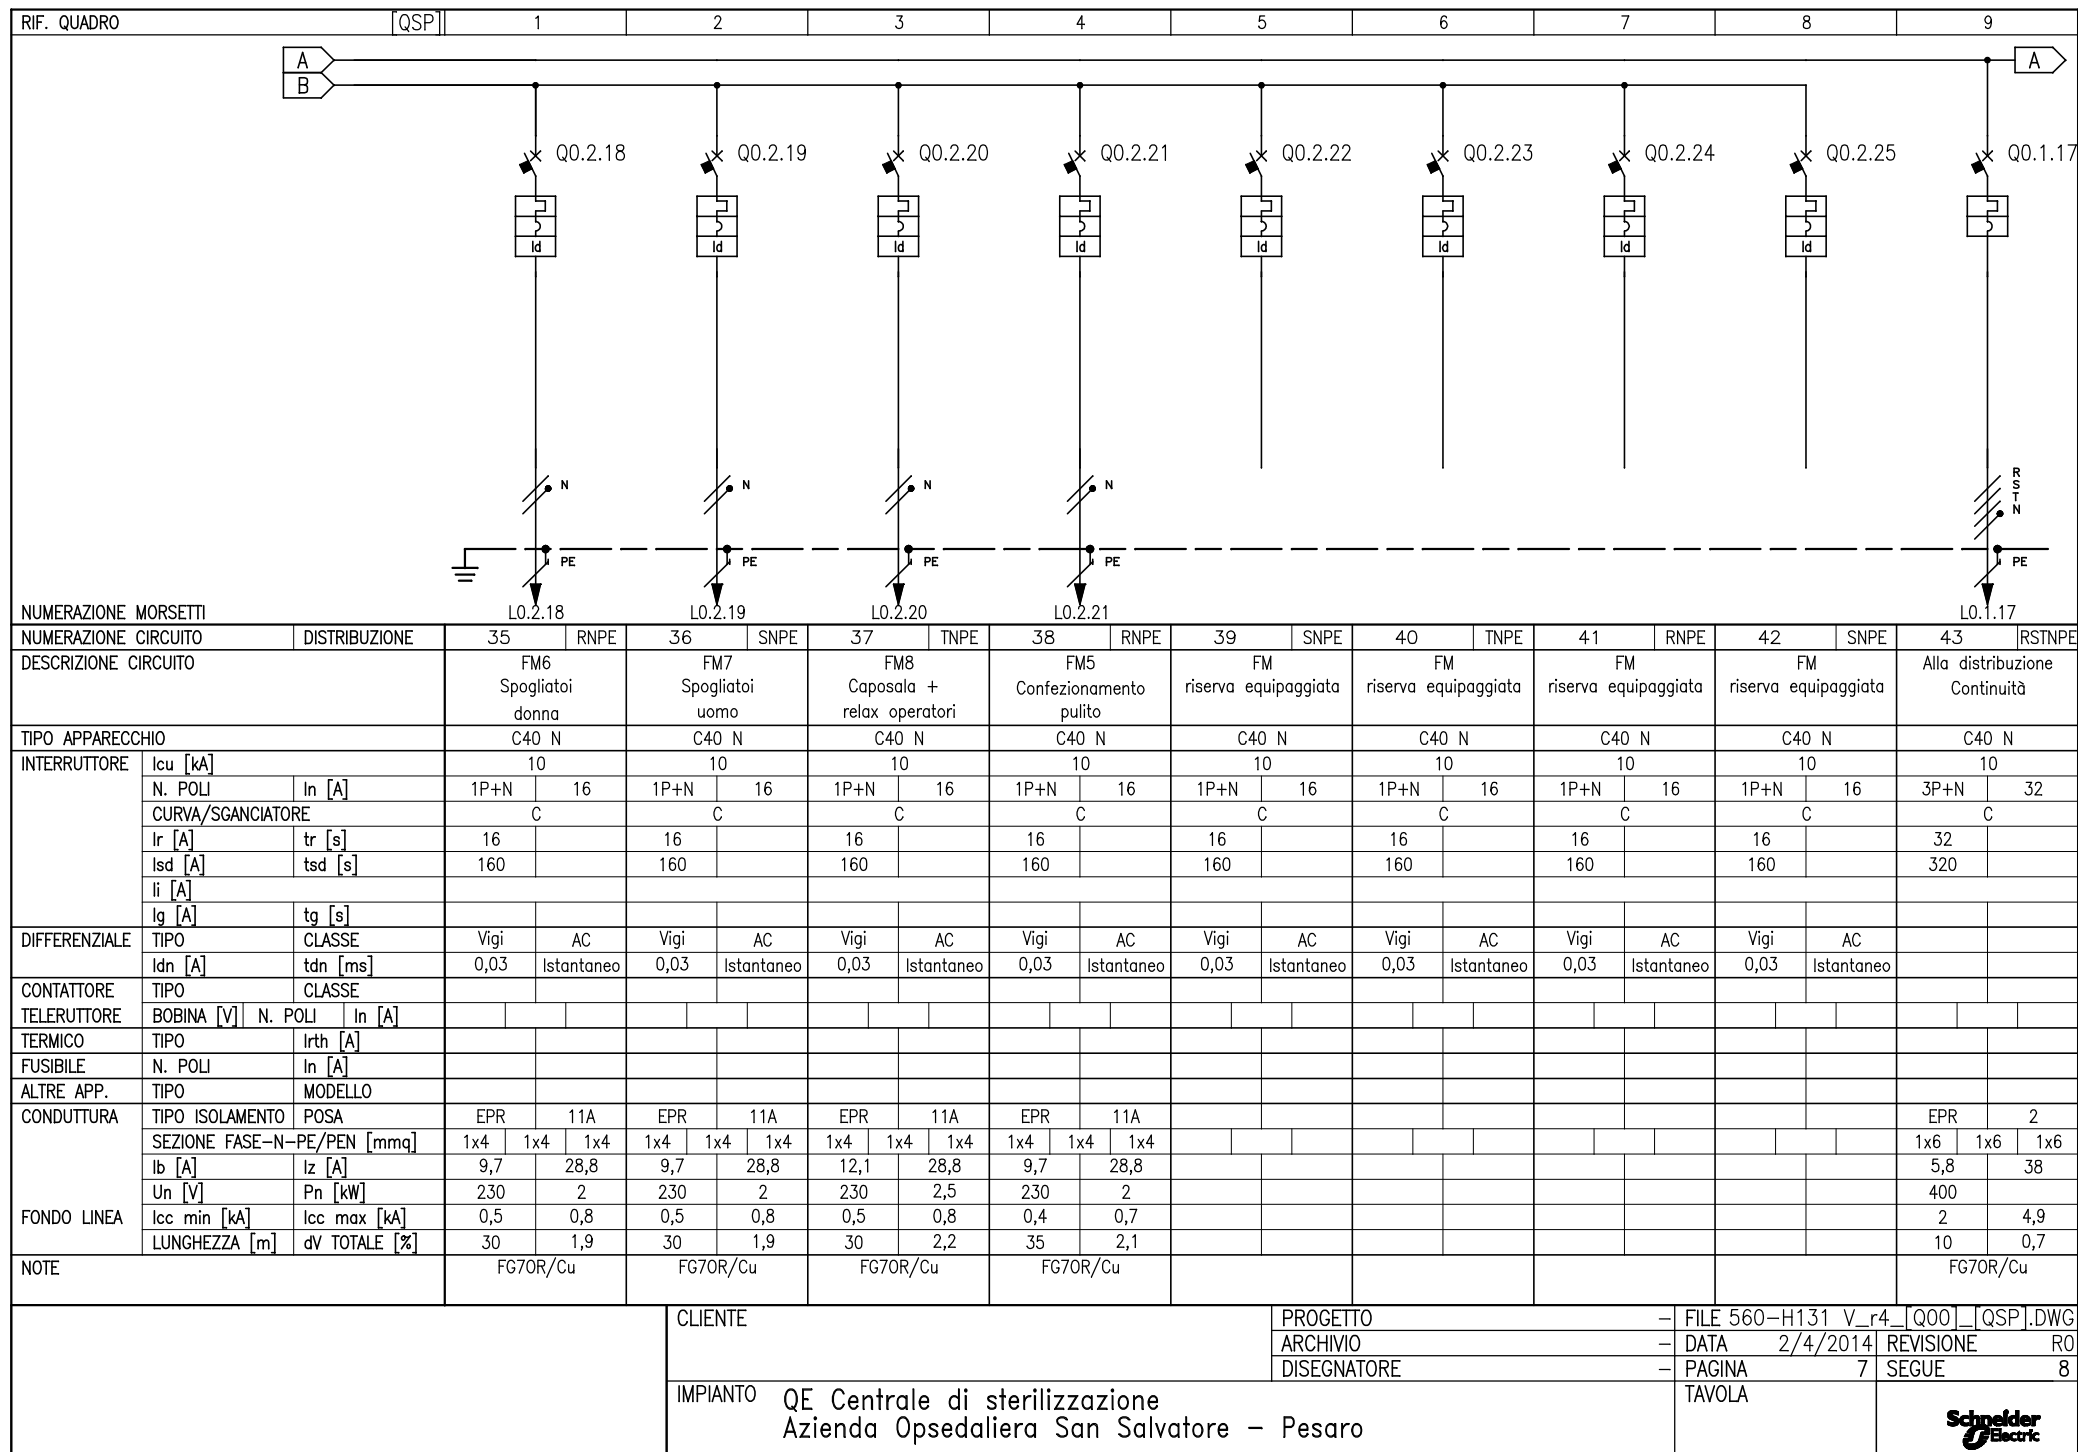 RIF. QUADRO [QSP] 1 2 3 4 5 6 7 8 9
A A
B
Q0.2.18 Q0.2.19 Q0.2.20 Q0.2.21 Q0.2.22 Q0.2.23 Q0.2.24 Q0.2.25 Q0.1.17
Id Id Id Id Id Id Id Id
R
S
T
N N N N N
PE PE PE PE PE
NUMERAZIONE MORSETTI L0.2.18 L0.2.19 L0.2.20 L0.2.21 L0.1.17
NUMERAZIONE CIRCUITO DISTRIBUZIONE 35 RNPE 36 SNPE 37 TNPE 38 RNPE 39 SNPE 40 TNPE 41 RNPE 42 SNPE 43 RSTNPE
DESCRIZIONE CIRCUITO FM6 FM7 FM8 FM5 FM FM FM FM Alla distribuzione
Spogliatoi Spogliatoi Caposala + Confezionamento riserva equipaggiata riserva equipaggiata riserva equipaggiata riserva equipaggiata Continuità
donna uomo relax operatori pulito
TIPO APPARECCHIO C40 N C40 N C40 N C40 N C40 N C40 N C40 N C40 N C40 N
INTERRUTTORE Icu [kA] 10 10 10 10 10 10 10 10 10
N. POLI In [A] 1P+N 16 1P+N 16 1P+N 16 1P+N 16 1P+N 16 1P+N 16 1P+N 16 1P+N 16 3P+N 32
CURVA/SGANCIATORE C C C C C C C C C
Ir [A] tr [s] 16 16 16 16 16 16 16 16 32
Isd [A] tsd [s] 160 160 160 160 160 160 160 160 320
Ii [A]
Ig [A] tg [s]
DIFFERENZIALE TIPO CLASSE Vigi AC Vigi AC Vigi AC Vigi AC Vigi AC Vigi AC Vigi AC Vigi AC
Idn [A] tdn [ms] 0,03 Istantaneo 0,03 Istantaneo 0,03 Istantaneo 0,03 Istantaneo 0,03 Istantaneo 0,03 Istantaneo 0,03 Istantaneo 0,03 Istantaneo
CONTATTORE TIPO CLASSE
TELERUTTORE BOBINA [V] N. POLI In [A]
TERMICO TIPO Irth [A]
FUSIBILE N. POLI In [A]
ALTRE APP. TIPO MODELLO
CONDUTTURA TIPO ISOLAMENTO POSA EPR 11A EPR 11A EPR 11A EPR 11A EPR 2
SEZIONE FASE-N-PE/PEN [mmq] 1x4 1x4 1x4 1x4 1x4 1x4 1x4 1x4 1x4 1x4 1x4 1x4 1x6 1x6 1x6
Ib [A] Iz [A] 9,7 28,8 9,7 28,8 12,1 28,8 9,7 28,8 5,8 38
Un [V] Pn [kW] 230 2 230 2 230 2,5 230 2 400
FONDO LINEA Icc min [kA] Icc max [kA] 0,5 0,8 0,5 0,8 0,5 0,8 0,4 0,7 2 4,9
LUNGHEZZA [m] dV TOTALE [%] 30 1,9 30 1,9 30 2,2 35 2,1 10 0,7
NOTE FG7OR/Cu FG7OR/Cu FG7OR/Cu FG7OR/Cu FG7OR/Cu
CLIENTE PROGETTO - FILE 560-H131 V_r4_[Q00]_[QSP].DWG
ARCHIVIO - DATA 2/4/2014 REVISIONE R0
DISEGNATORE - PAGINA 7 SEGUE 8
IMPIANTO QE Centrale di sterilizzazione TAVOLA
Azienda Opsedaliera San Salvatore - Pesaro
Schneider
Electric